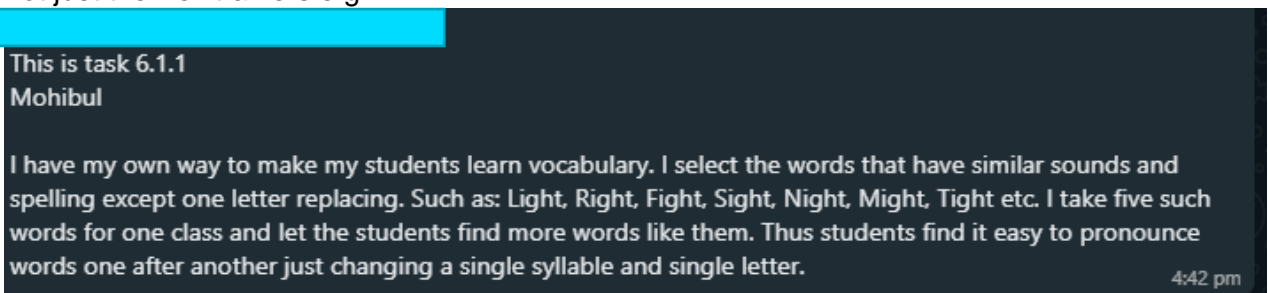 This is task 6.1.1
Mohibul
I have my own way to make my students learn vocabulary. I select the words that have similar sounds and
spelling except one letter replacing. Such as: Light, Right, Fight, Sight, Night, Might, Tight etc. I take five such
words for one class and let the students find more words like them. Thus students find it easy to pronounce
words one after another just changing a single syllable and single letter.
4:42 pm